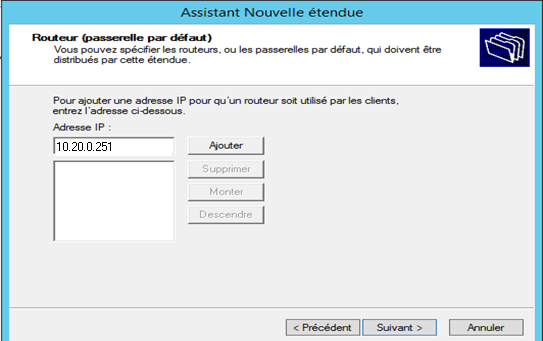 Assistant Nouvelle étendue
Routeur (passerelle par défaut)
Vous pouvez spécifier les routeurs, ou les passerelles par défaut, qui doivent être
distribués par cette étendue.
Pour ajouter une adresse IP pour qu'un routeur soit utilisé par les clients,
entrez l'adresse ci-dessous.
Adresse IP :
10.20.0.251
Ajouter
Supprimer
Monter
Descendre
< Précédent
Suivant >
Annuler